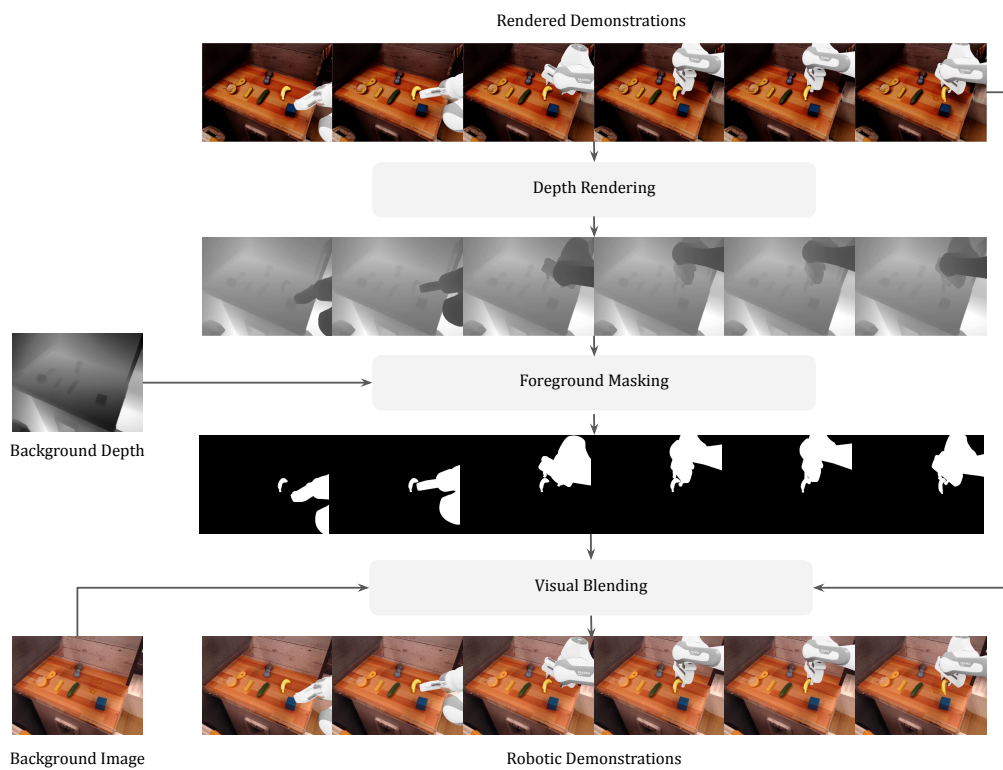 Rendered Demonstrations
Depth Rendering
Foreground Masking
Background Depth
Visual Blending
Background Image
Robotic Demonstrations